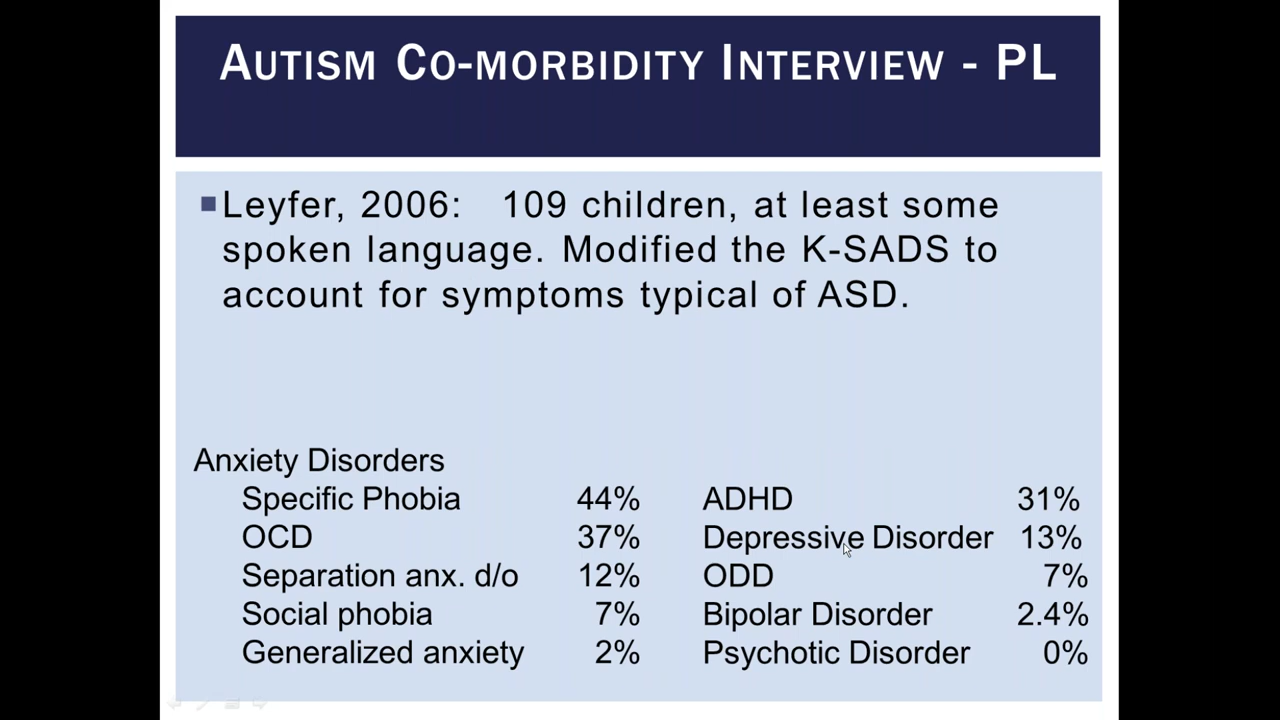 AUTISM CO-MORBIDITY INTERVIEW - PL
Leyfer, 2006: 109 children, at least some
spoken language. Modified the K-SADS to
account for symptoms typical of ASD.
Anxiety Disorders
Specific Phobia 44%
OCD 37%
Separation anx. d/o 12%
Social phobia 7%
Generalized anxiety 2%
ADHD 31%
Depressive Disorder 13%
ODD 7%
Bipolar Disorder 2.4%
Psychotic Disorder 0%